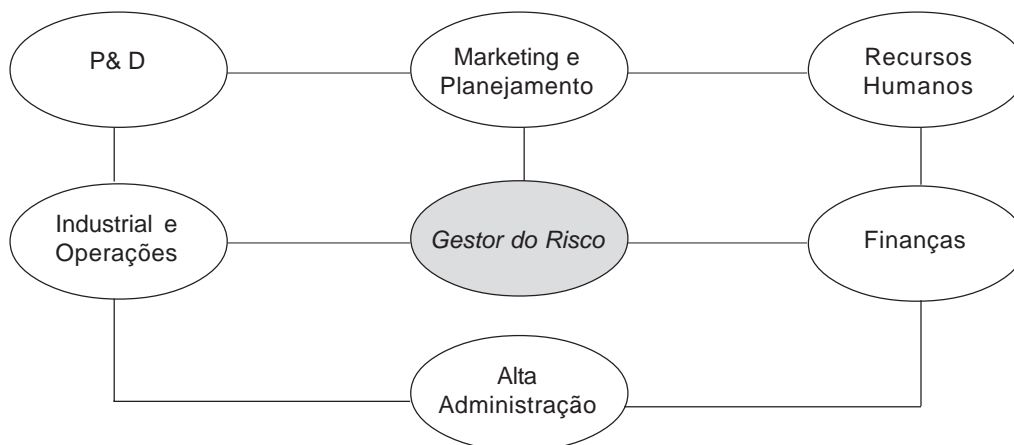 P& D
Marketing e
Planejamento
Recursos
Humanos
Industrial e
Operações
Gestor do Risco
Finanças
Alta
Administração